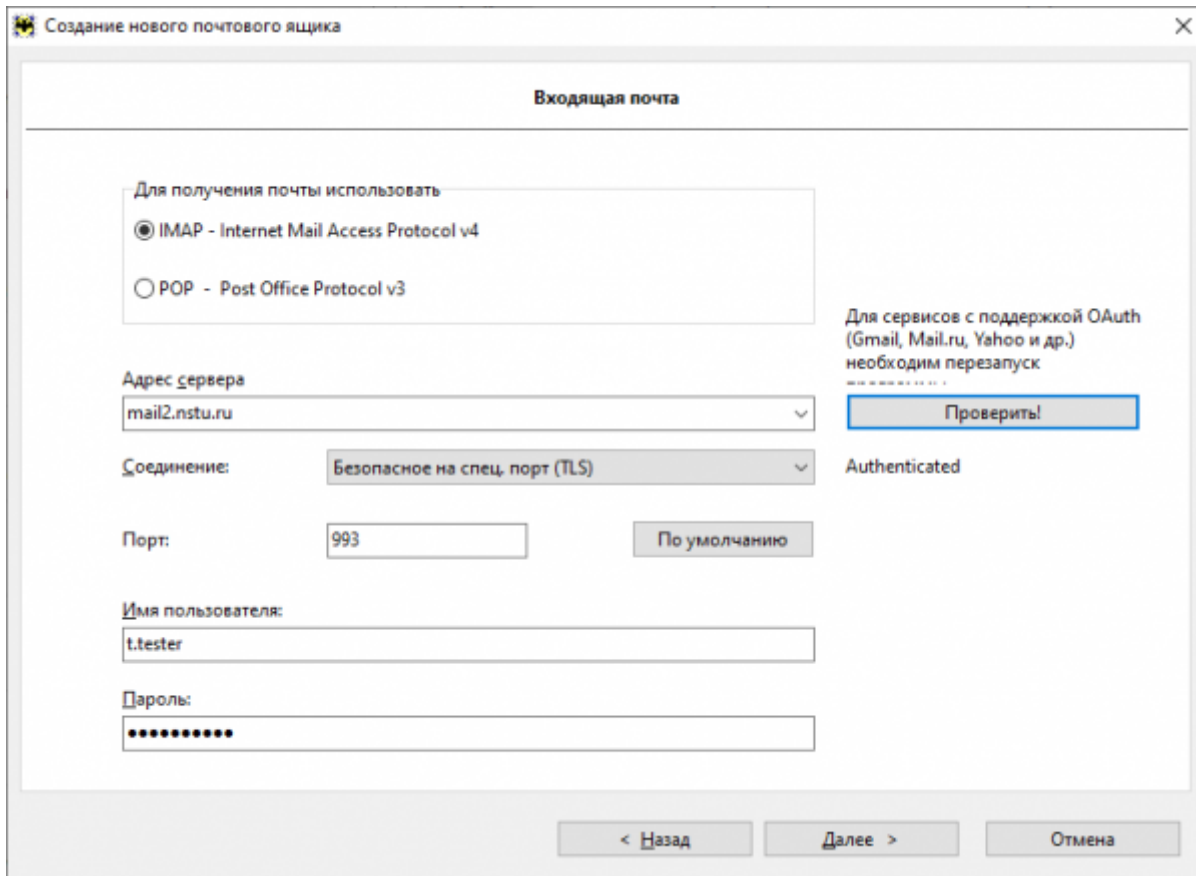 Создание нового почтового ящика
Входящая почта
Для получения почты использовать
IMAP - Internet Mail Access Protocol v4
POP - Post Office Protocol v3
Для сервисов с поддержкой OAuth
(Gmail, Mail.ru, Yahoo и др.)
необходим перезапуск
Адрес сервера
mail2.nstu.ru
Проверить!
Соединение:
Безопасное на спец. порт (TLS)
Authenticated
Порт:
993
По умолчанию
Имя пользователя:
t.tester
Пароль:
••••••••••
< Назад
Далее >
Отмена